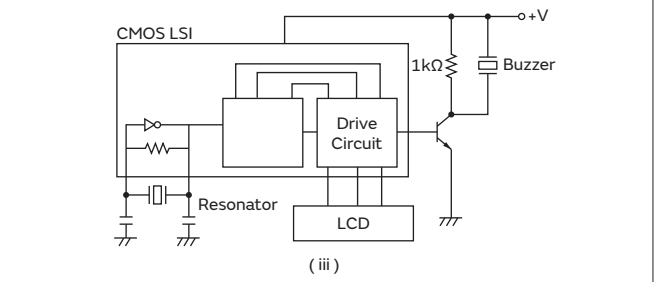 +V
CMOS LSI
1kΩ
Buzzer
Drive
Circuit
Resonator
LCD
( iii )